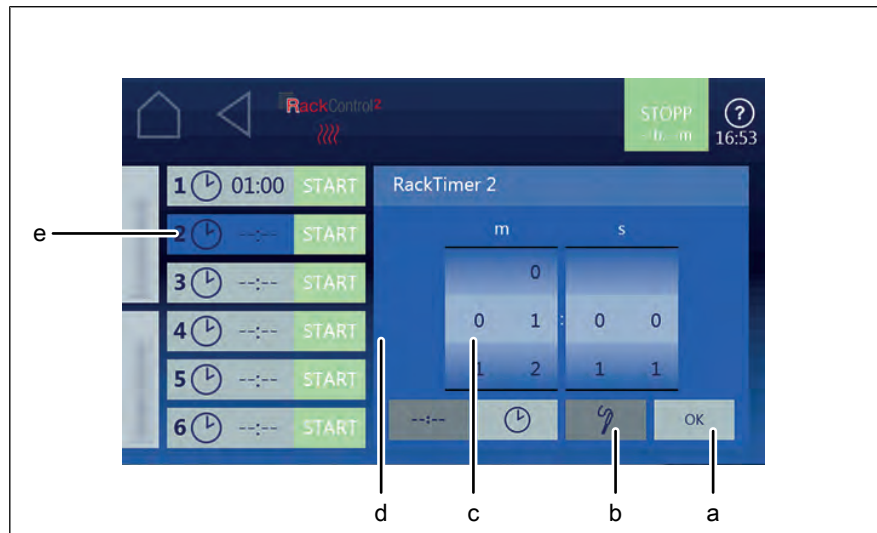 RackControl2
STOPP
--h --m
16:53
?
1 01:00 START
RackTimer 2
2 --:-- START
m s
3 --:-- START
0
4 --:-- START
0 1 : 0 0
5 --:-- START
1 2 1 1
6 --:-- START
--:-- OK
e
d c b a